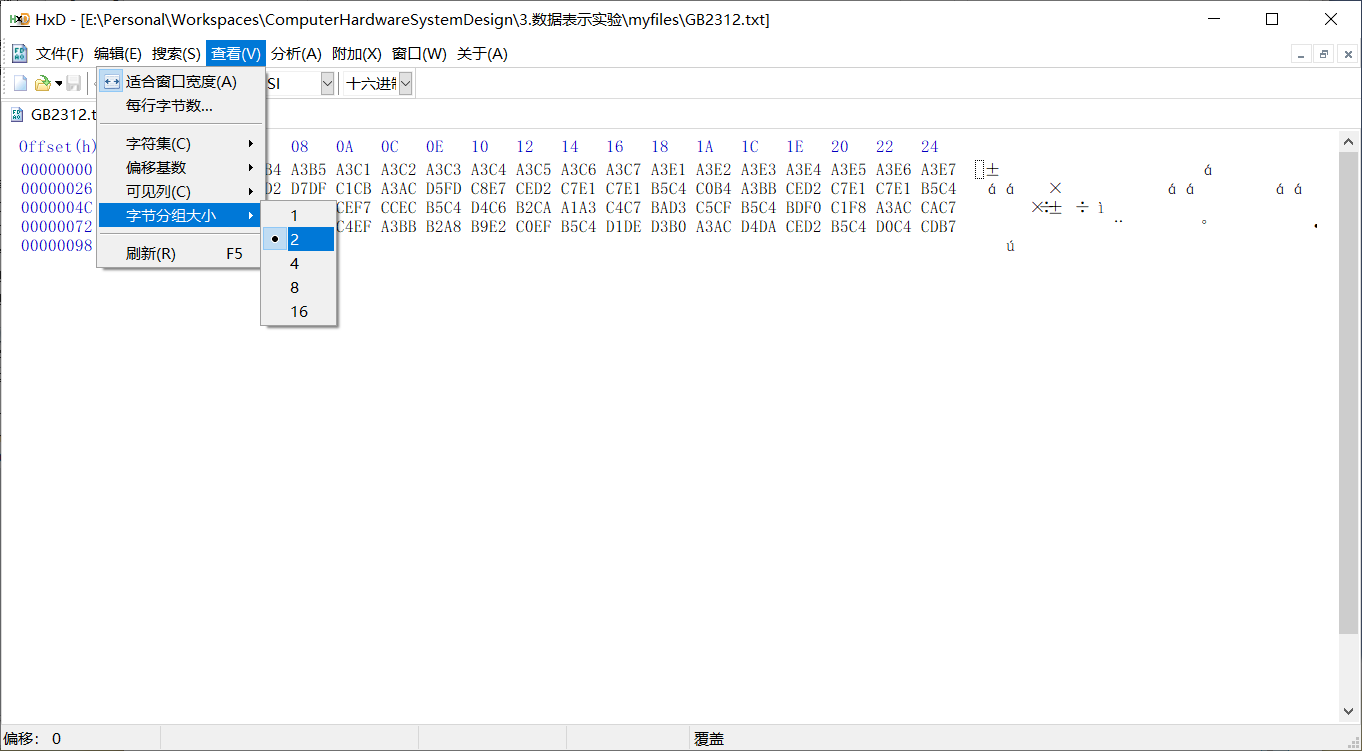 HxD - [E:\Personal\Workspaces\ComputerHardwareSystemDesign\3.数据表示实验\myfiles\GB2312.txt]
文件(F) 编辑(E) 搜索(S) 查看(V) 分析(A) 附加(X) 窗口(W) 关于(A)
SI 十六进制
适合窗口宽度(A)
每行字节数...
字符集(C)
偏移基数
可见列(C)
字节分组大小
刷新(R) F5
1
2
4
8
16
GB2312.t
Offset(h) 08 0A 0C 0E 10 12 14 16 18 1A 1C 1E 20 22 24
00000000 B4 A3B5 A3C1 A3C2 A3C3 A3C4 A3C5 A3C6 A3C7 A3E1 A3E2 A3E3 A3E4 A3E5 A3E6 A3E7 ± á
00000026 D2 D7DF C1CB A3AC D5FD C8E7 CED2 C7E1 C7E1 B5C4 C0B4 A3BB CED2 C7E1 C7E1 B5C4 á á × á á á á
0000004C CEF7 CCEC B5C4 D4C6 B2CA A1A3 C4C7 BAD3 C5CF B5C4 BDF0 C1F8 A3AC CAC7 ×÷± ÷ ì
00000072 C4EF A3BB B2A8 B9E2 C0EF B5C4 D1DE D3B0 A3AC D4DA CED2 B5C4 D0C4 CDB7 ¨ ° ·
00000098 ú
偏移: 0 覆盖